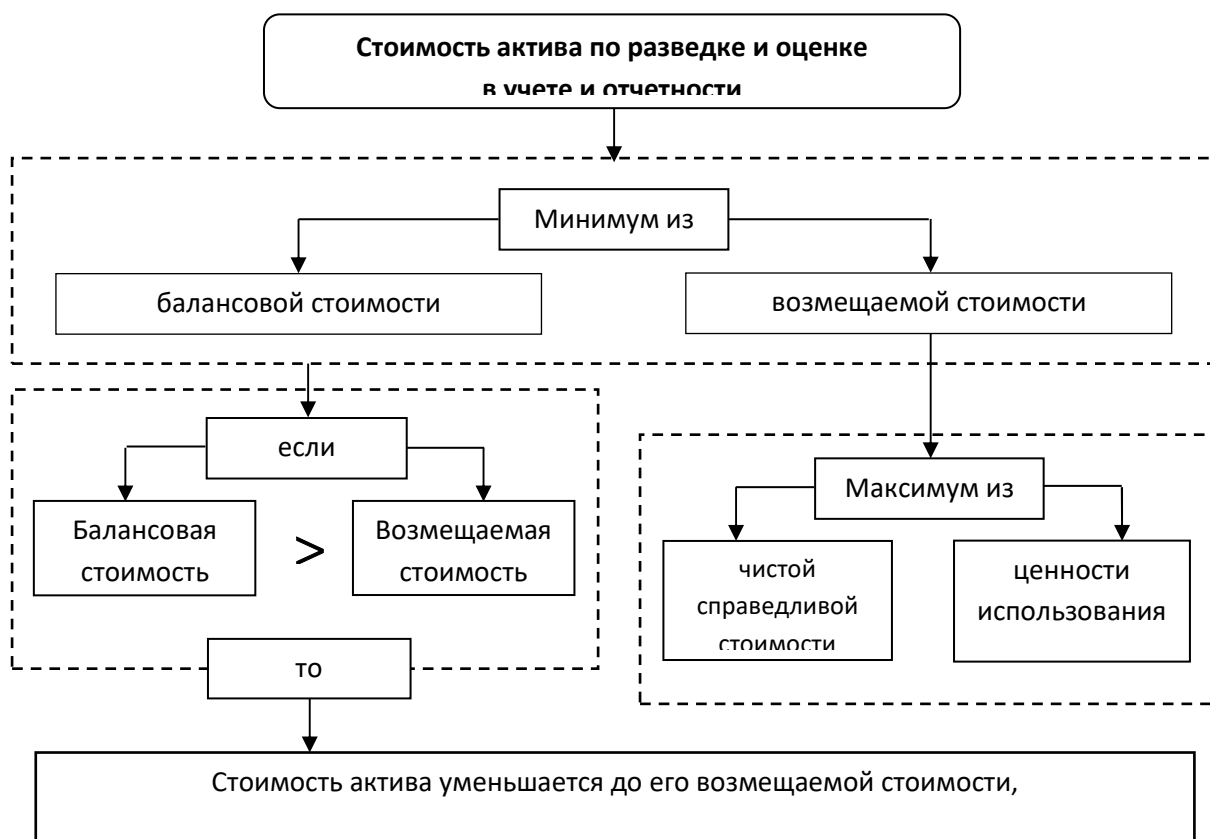 Стоимость актива по разведке и оценке
в учете и отчетности
Минимум из
балансовой стоимости
возмещаемой стоимости
если
Балансовая
стоимость
>
Возмещаемая
стоимость
то
Максимум из
чистой
справедливой
стоимости
ценности
использования
Стоимость актива уменьшается до его возмещаемой стоимости,